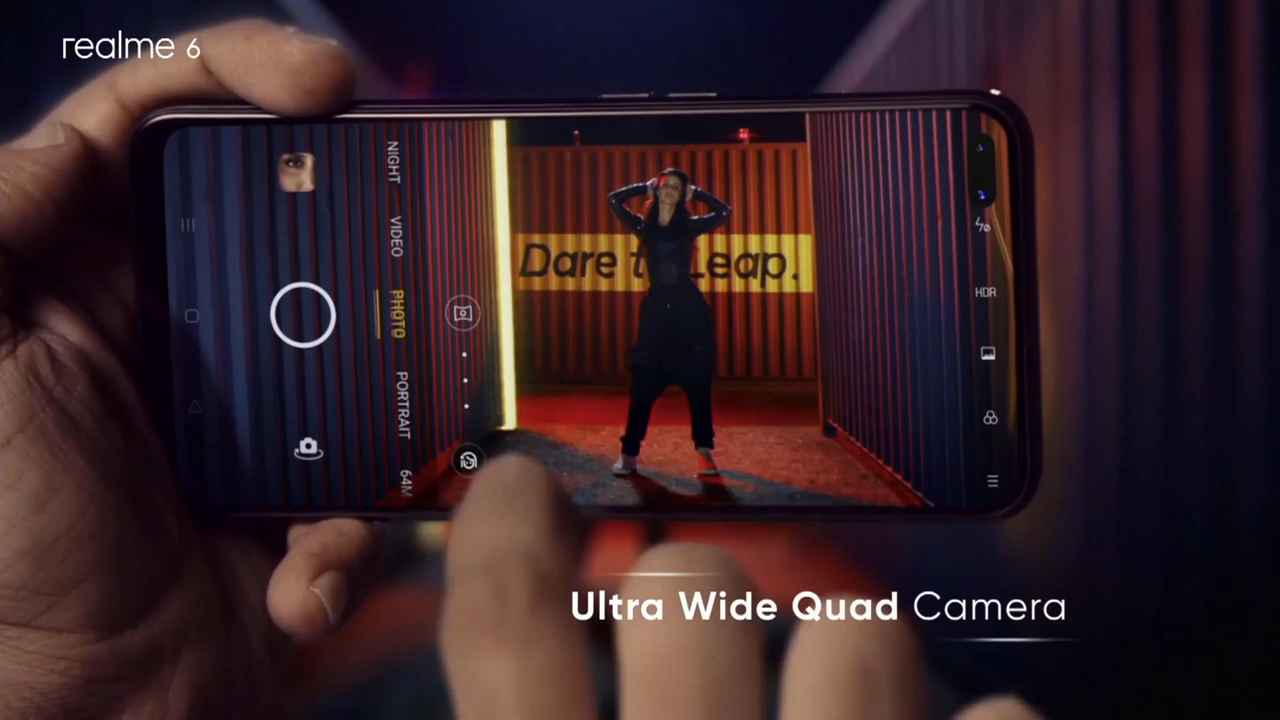 realme 6
NIGHT
VIDEO
PHOTO
PORTRAIT
64M
Dare t Leap.
HDR
Ultra Wide Quad Camera